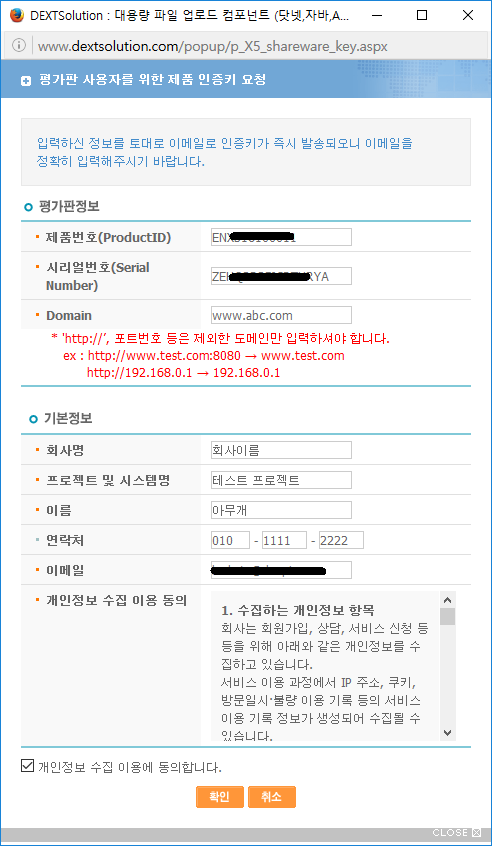 DEXTSolution : 대용량 파일 업로드 컴포넌트 (닷넷,자바,A...
www.dextsolution.com/popup/p_X5_shareware_key.aspx
평가판 사용자를 위한 제품 인증키 요청
입력하신 정보를 토대로 이메일로 인증키가 즉시 발송되오니 이메일을
정확히 입력해주시기 바랍니다.
평가판정보
제품번호(ProductID)
시리얼번호(Serial
Number)
Domain www.abc.com
* 'http://', 포트번호 등은 제외한 도메인만 입력하셔야 합니다.
ex : http://www.test.com:8080 → www.test.com
http://192.168.0.1 → 192.168.0.1
기본정보
회사명 회사이름
프로젝트 및 시스템명 테스트 프로젝트
이름 아무개
연락처 010 - 1111 - 2222
이메일
개인정보 수집 이용 동의
1. 수집하는 개인정보 항목
회사는 회원가입, 상담, 서비스 신청 등
등을 위해 아래와 같은 개인정보를 수
집하고 있습니다.
서비스 이용 과정에서 IP 주소, 쿠키,
방문일시·불량 이용 기록 등의 서비스
이용 기록 정보가 생성되어 수집될 수
있습니다.
개인정보 수집 이용에 동의합니다.
확인 취소
CLOSE